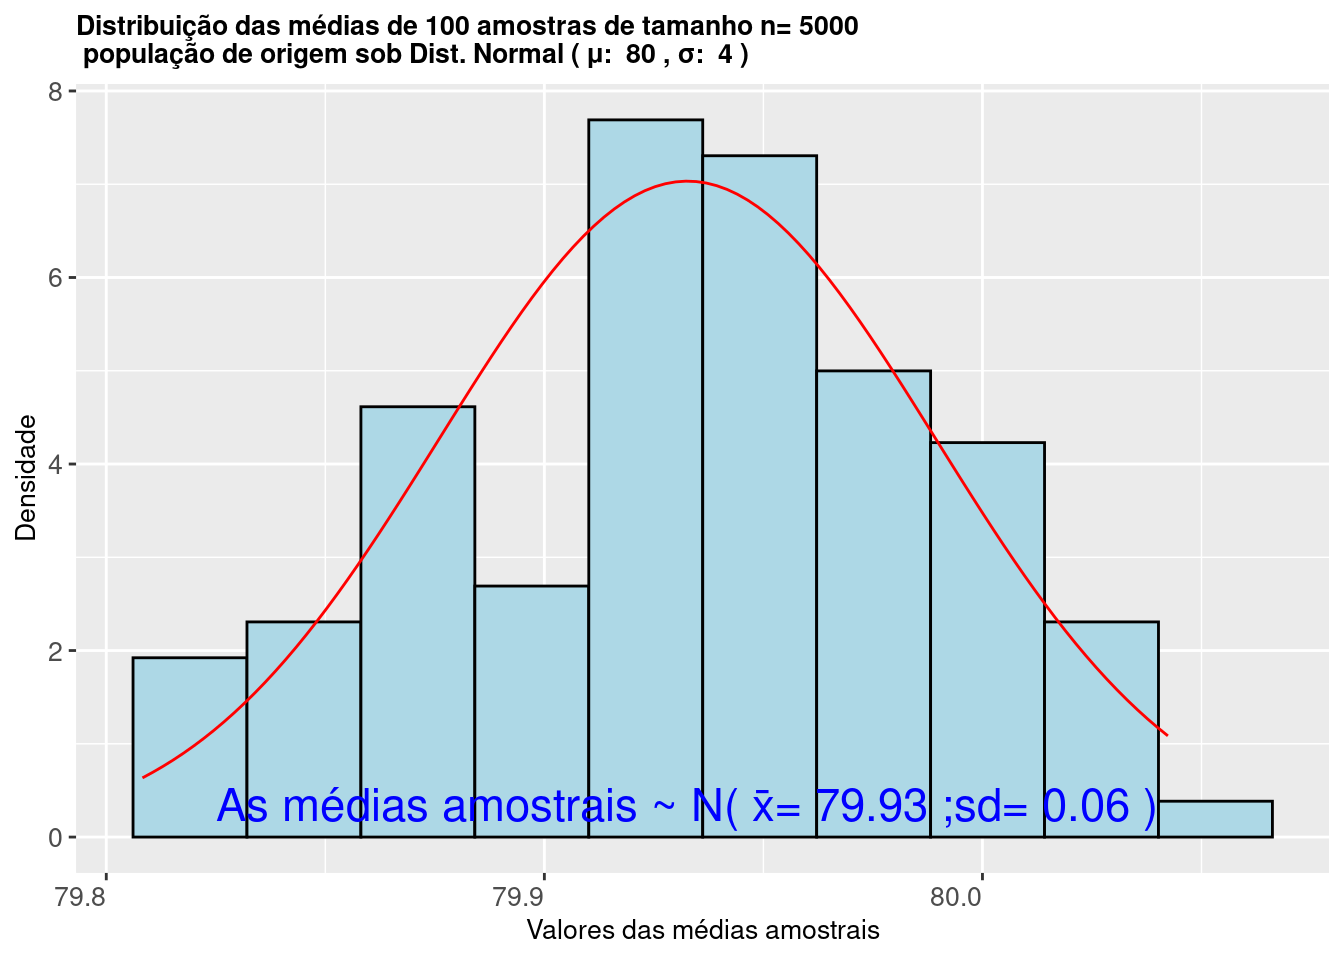 Distribuição das médias de 100 amostras de tamanho n= 5000
população de origem sob Dist. Normal ( μ:  80 , σ:  4 )
8
6
4
2
0
Densidade
As médias amostrais ~ N( x̄= 79.93 ;sd= 0.06 )
79.8
79.9
80.0
Valores das médias amostrais